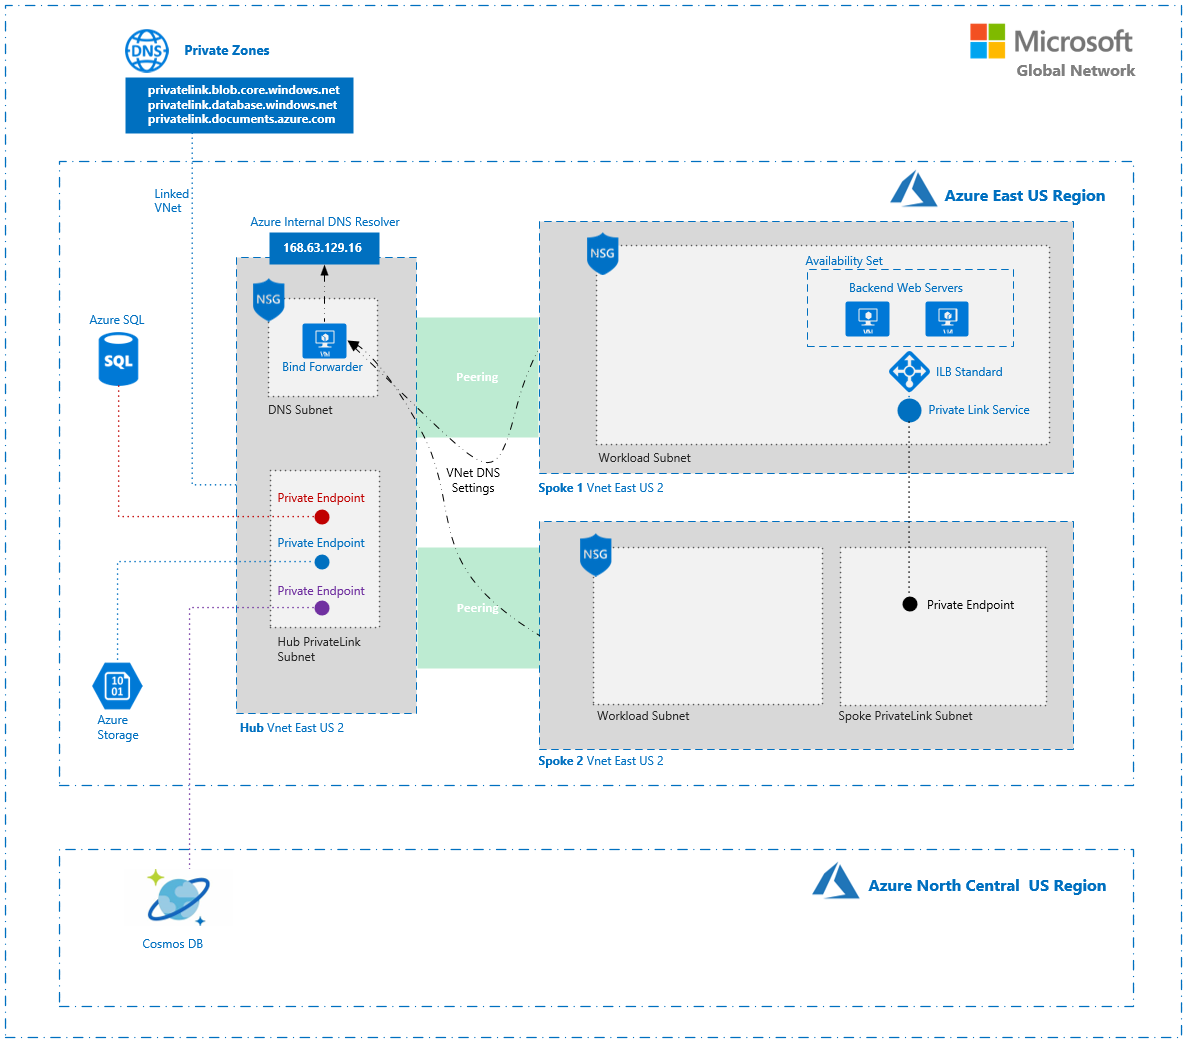 DNS
Private Zones
privatelink.blob.core.windows.net
privatelink.database.windows.net
privatelink.documents.azure.com
Microsoft
Global Network
Linked
VNet
Azure East US Region
Azure Internal DNS Resolver
168.63.129.16
NSG
Bind Forwarder
DNS Subnet
Azure SQL
SQL
Peering
VNet DNS
Settings
NSG
Availability Set
Backend Web Servers
ILB Standard
Private Link Service
Workload Subnet
Spoke 1 Vnet East US 2
Private Endpoint
Private Endpoint
Private Endpoint
Hub PrivateLink
Subnet
Hub Vnet East US 2
10
01
Azure
Storage
Peering
NSG
Workload Subnet
Private Endpoint
Spoke PrivateLink Subnet
Spoke 2 Vnet East US 2
Azure North Central US Region
Cosmos DB